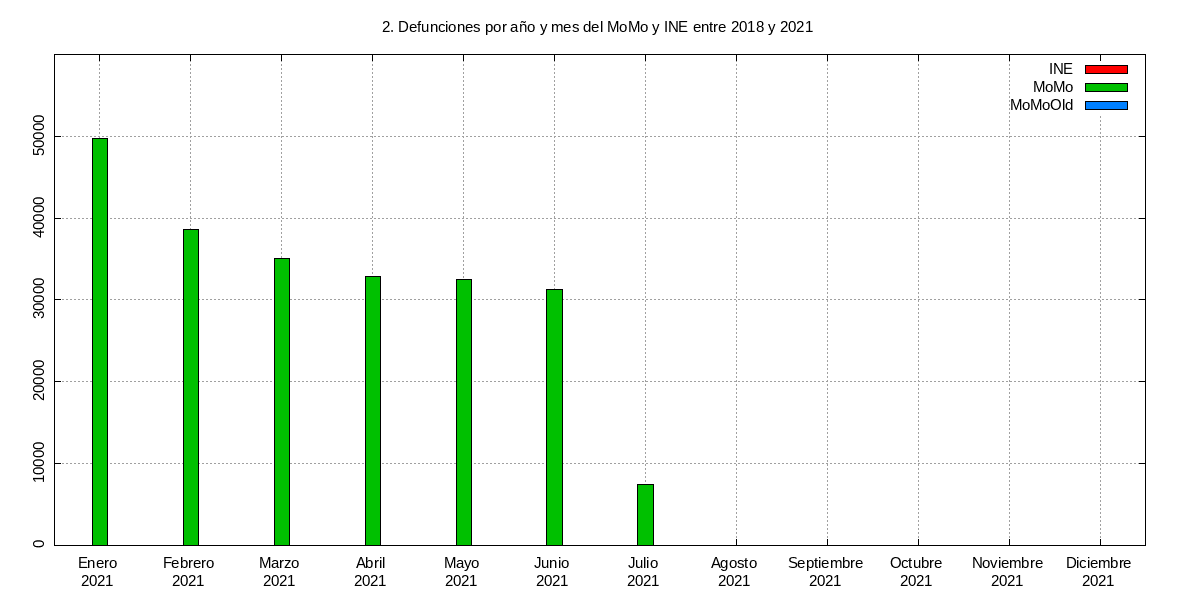 2. Defunciones por año y mes del MoMo y INE entre 2018 y 2021
INE
MoMo
MoMoOld
50000
40000
30000
20000
10000
0
Enero Febrero Marzo Abril Mayo Junio Julio Agosto Septiembre Octubre Noviembre Diciembre
2021 2021 2021 2021 2021 2021 2021 2021 2021 2021 2021 2021